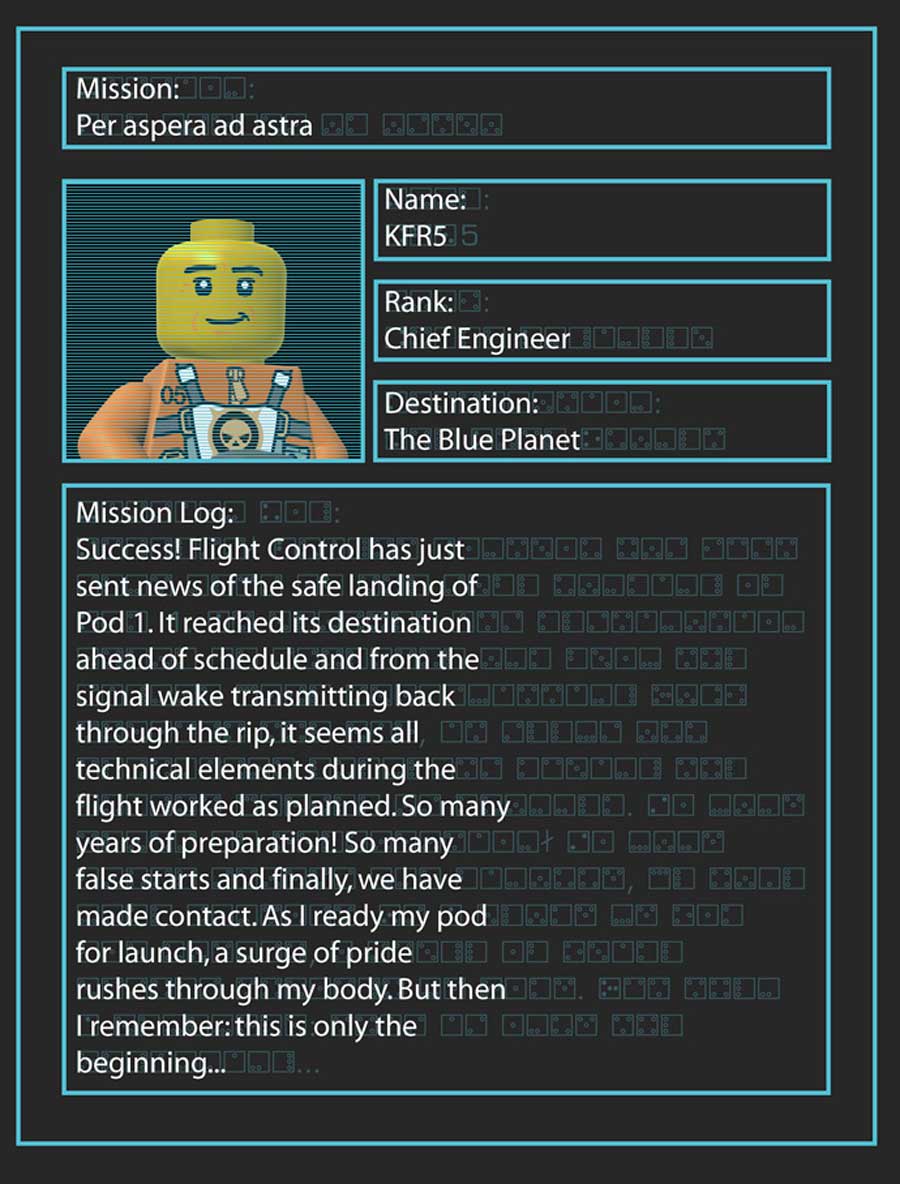 Mission:
Per aspera ad astra
Name:
KFR5
Rank:
Chief Engineer
Destination:
The Blue Planet
05
Mission Log:
Success! Flight Control has just
sent news of the safe landing of
Pod 1. It reached its destination
ahead of schedule and from the
signal wake transmitting back
through the rip, it seems all
technical elements during the
flight worked as planned. So many
years of preparation! So many
false starts and finally, we have
made contact. As I ready my pod
for launch, a surge of pride
rushes through my body. But then
I remember: this is only the
beginning...